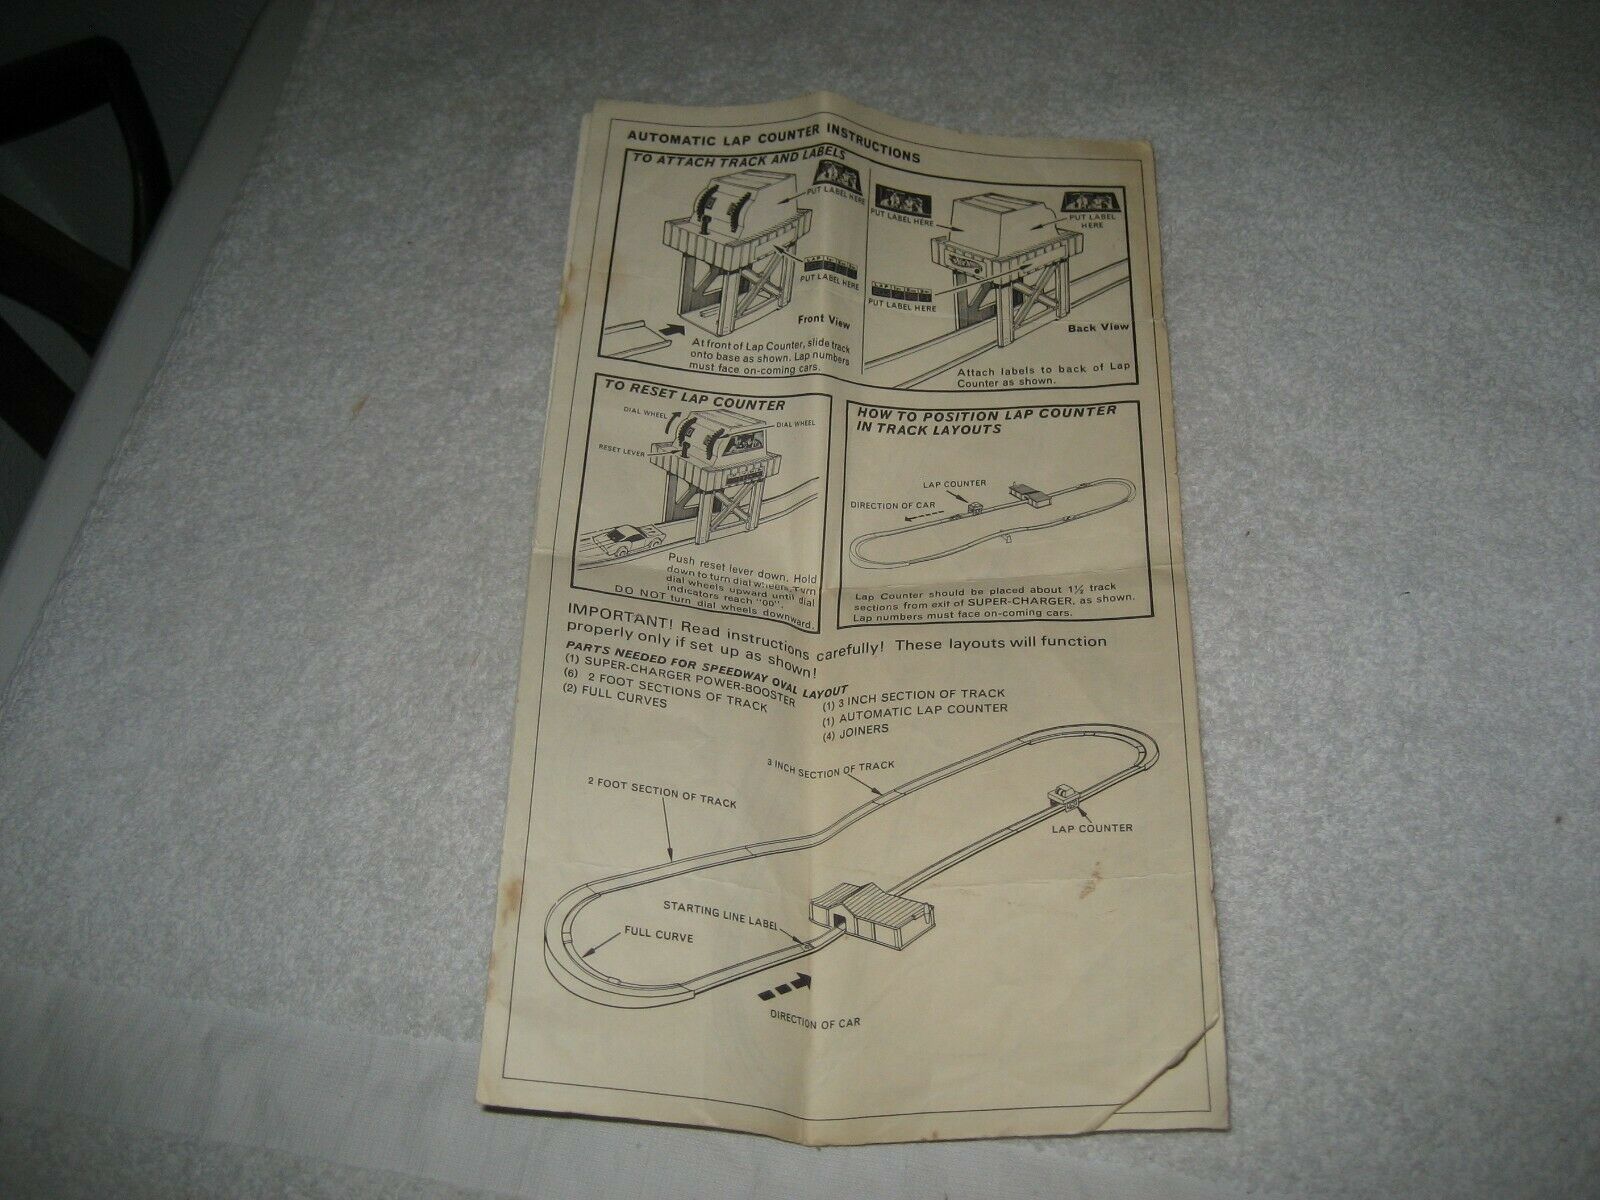 AUTOMATIC LAP COUNTER INSTRUCTIONS
TO ATTACH TRACK AND LABELS
PUT LABEL HERE
LAP
PUT LABEL HERE
Front View
At front of Lap Counter, slide track
onto base as shown. Lap numbers
must face on-coming cars.
PUT LABEL HERE
PUT LABEL
HERE
LAP
PUT LABEL HERE
Back View
Attach labels to back of Lap
Counter as shown.
TO RESET LAP COUNTER
DIAL WHEEL
DIAL WHEEL
RESET LEVER
Push reset lever down. Hold
down to turn dial wheels. Turn
dial wheels upward until dial
indicators reach "00".
DO NOT turn dial wheels downward.
HOW TO POSITION LAP COUNTER
IN TRACK LAYOUTS
LAP COUNTER
DIRECTION OF CAR
Lap Counter should be placed about 1½ track
sections from exit of SUPER-CHARGER, as shown.
Lap numbers must face on-coming cars.
IMPORTANT! Read instructions carefully! These layouts will function
properly only if set up as shown!
PARTS NEEDED FOR SPEEDWAY OVAL LAYOUT
(1) SUPER-CHARGER POWER-BOOSTER
(6) 2 FOOT SECTIONS OF TRACK
(2) FULL CURVES
(1) 3 INCH SECTION OF TRACK
(1) AUTOMATIC LAP COUNTER
(4) JOINERS
3 INCH SECTION OF TRACK
2 FOOT SECTION OF TRACK
LAP COUNTER
STARTING LINE LABEL
FULL CURVE
DIRECTION OF CAR